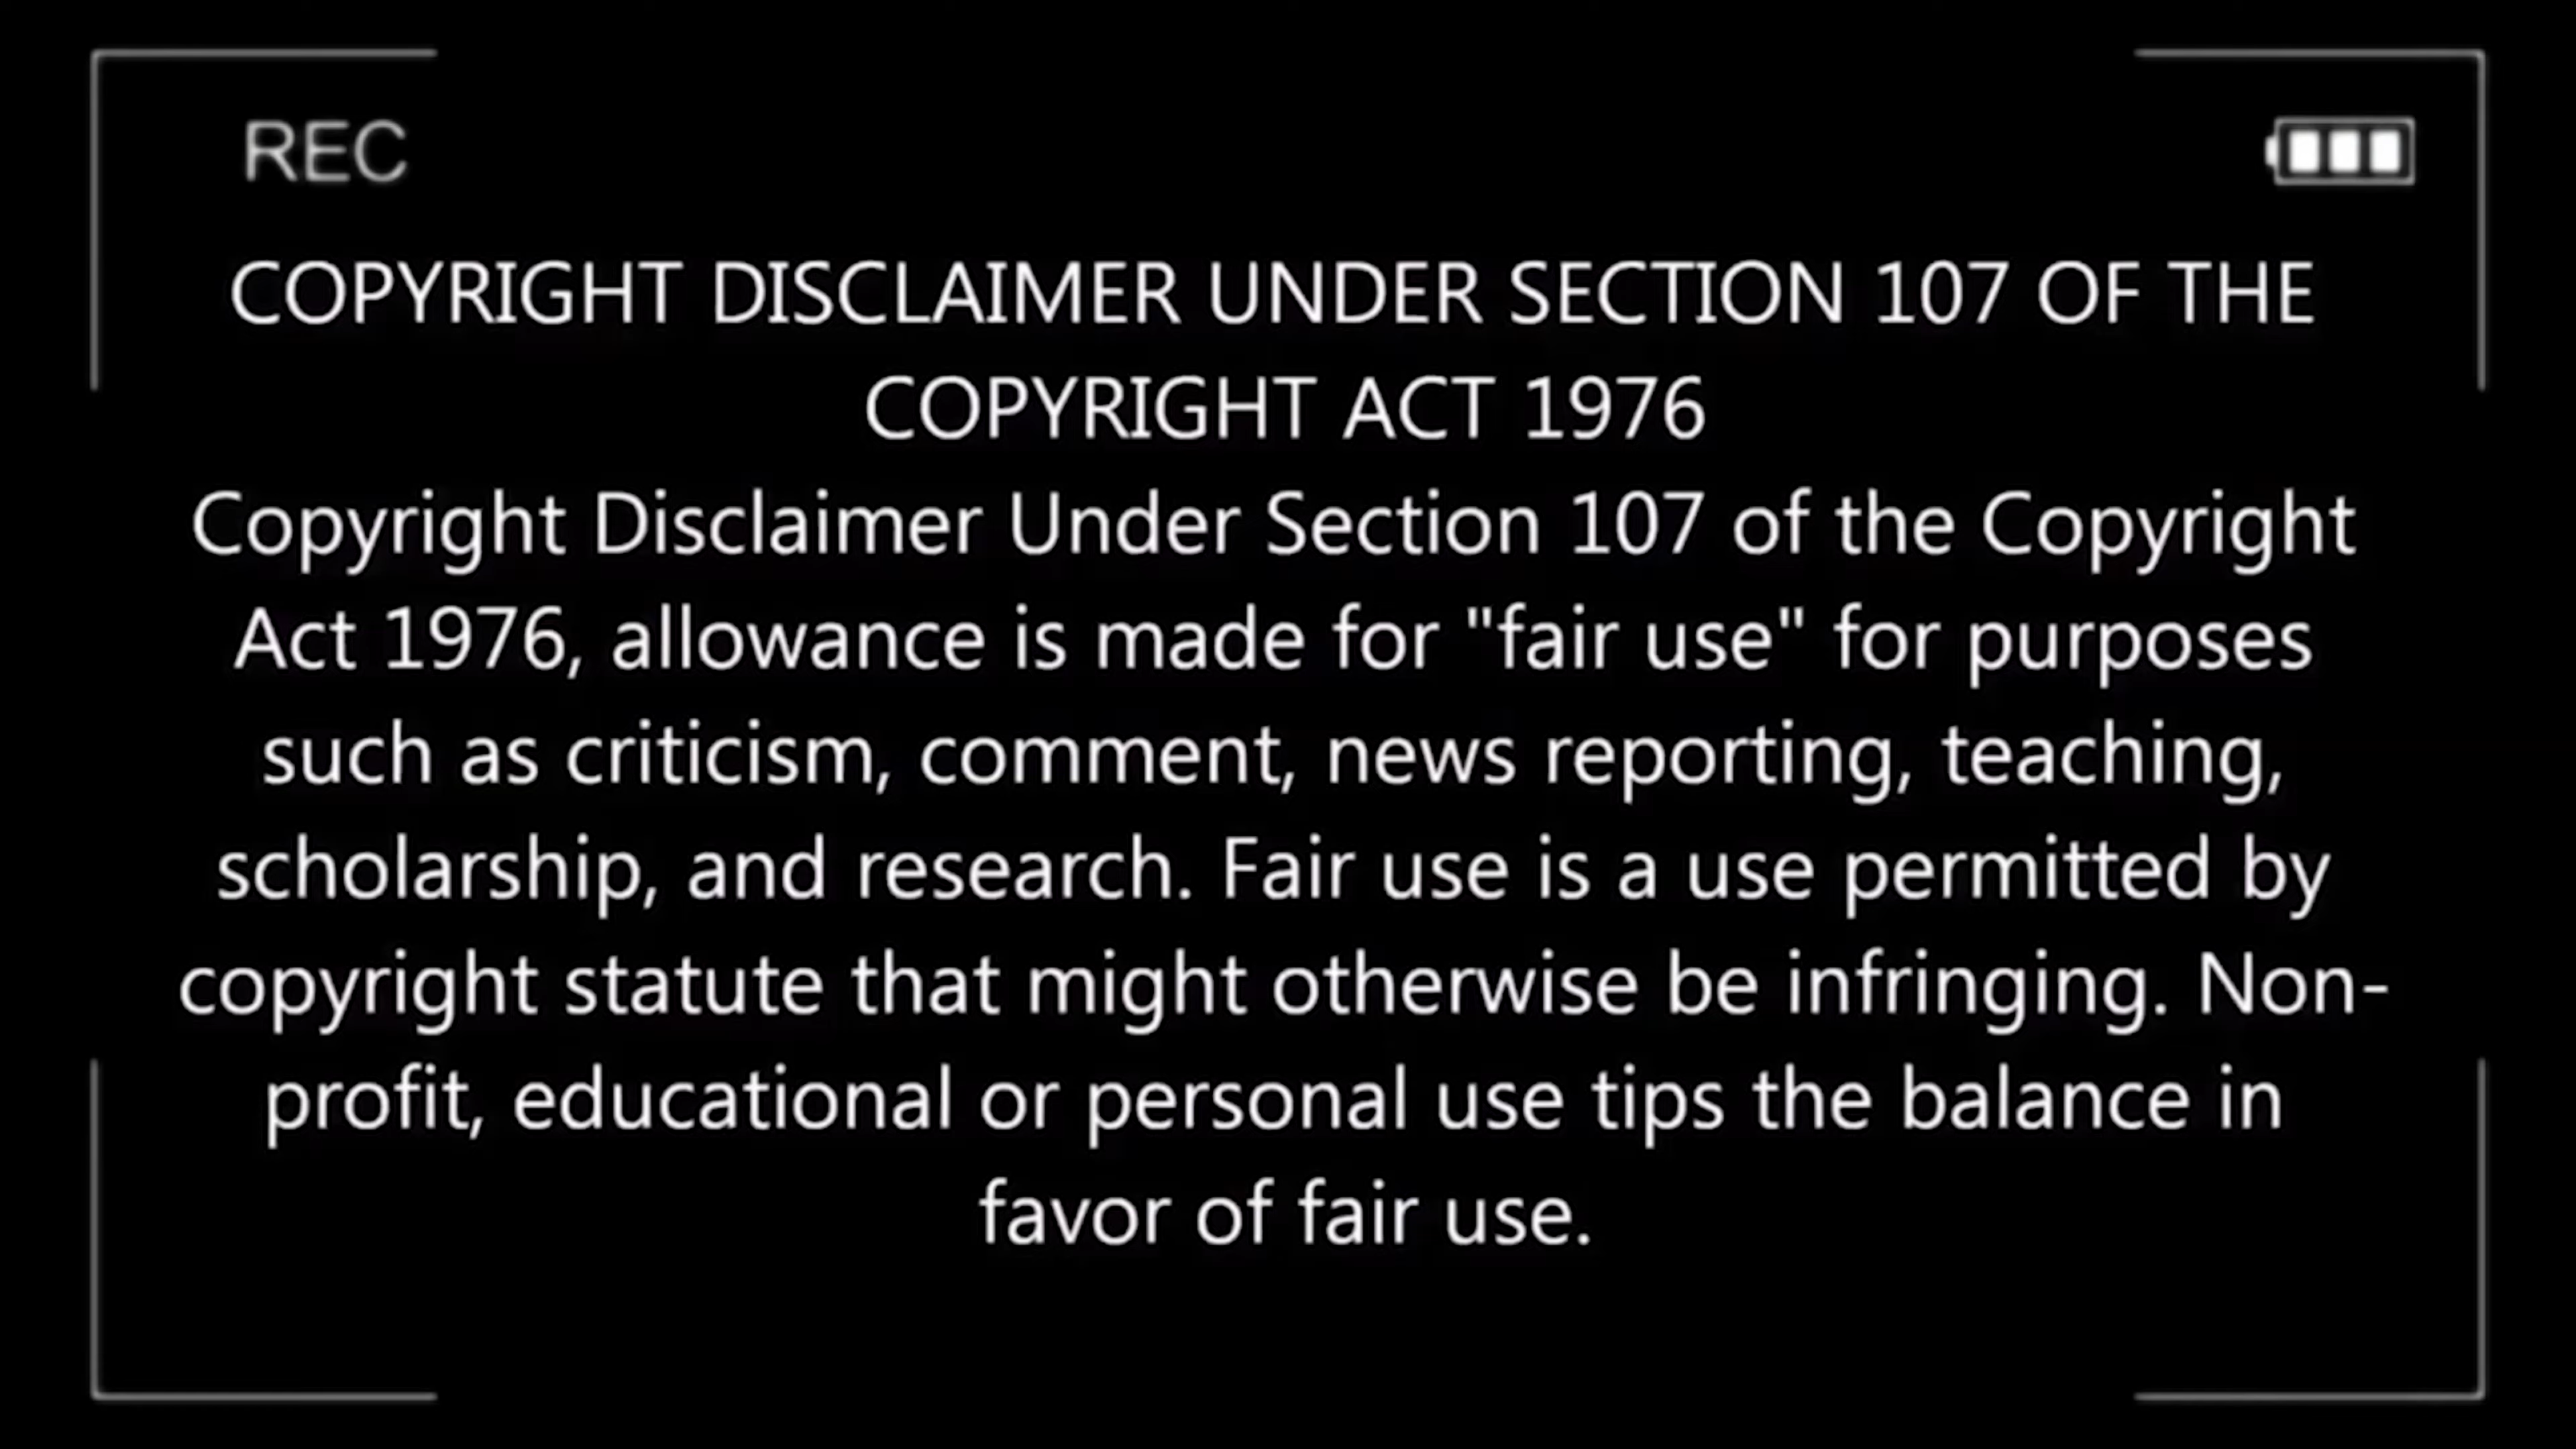 REC
COPYRIGHT DISCLAIMER UNDER SECTION 107 OF THE
COPYRIGHT ACT 1976
Copyright Disclaimer Under Section 107 of the Copyright
Act 1976, allowance is made for "fair use" for purposes
such as criticism, comment, news reporting, teaching,
scholarship, and research. Fair use is a use permitted by
copyright statute that might otherwise be infringing. Non-
profit, educational or personal use tips the balance in
favor of fair use.